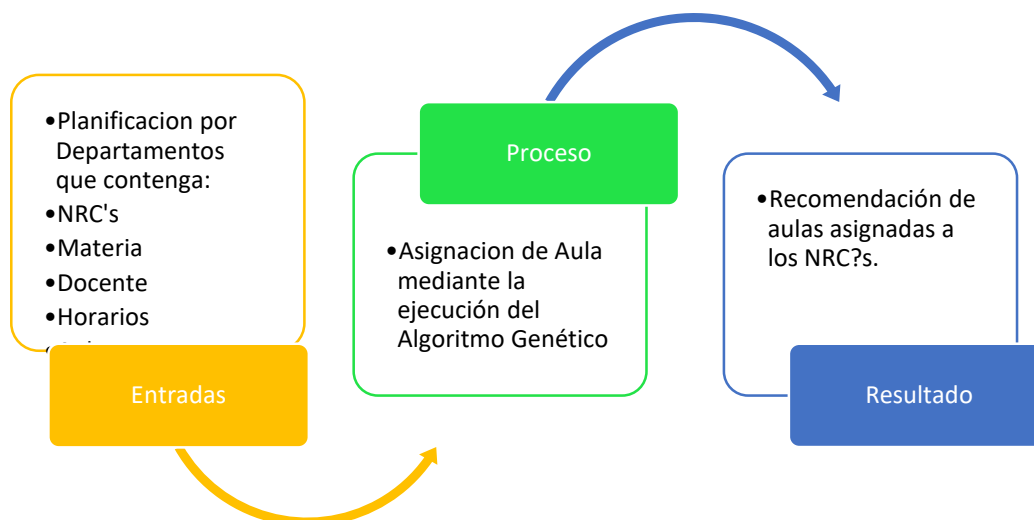 •Planificacion por
Departamentos
que contenga:
•NRC's
•Materia
•Docente
•Horarios
Entradas
Proceso
•Asignacion de Aula
mediante la
ejecución del
Algoritmo Genético
•Recomendación de
aulas asignadas a
los NRC?s.
Resultado